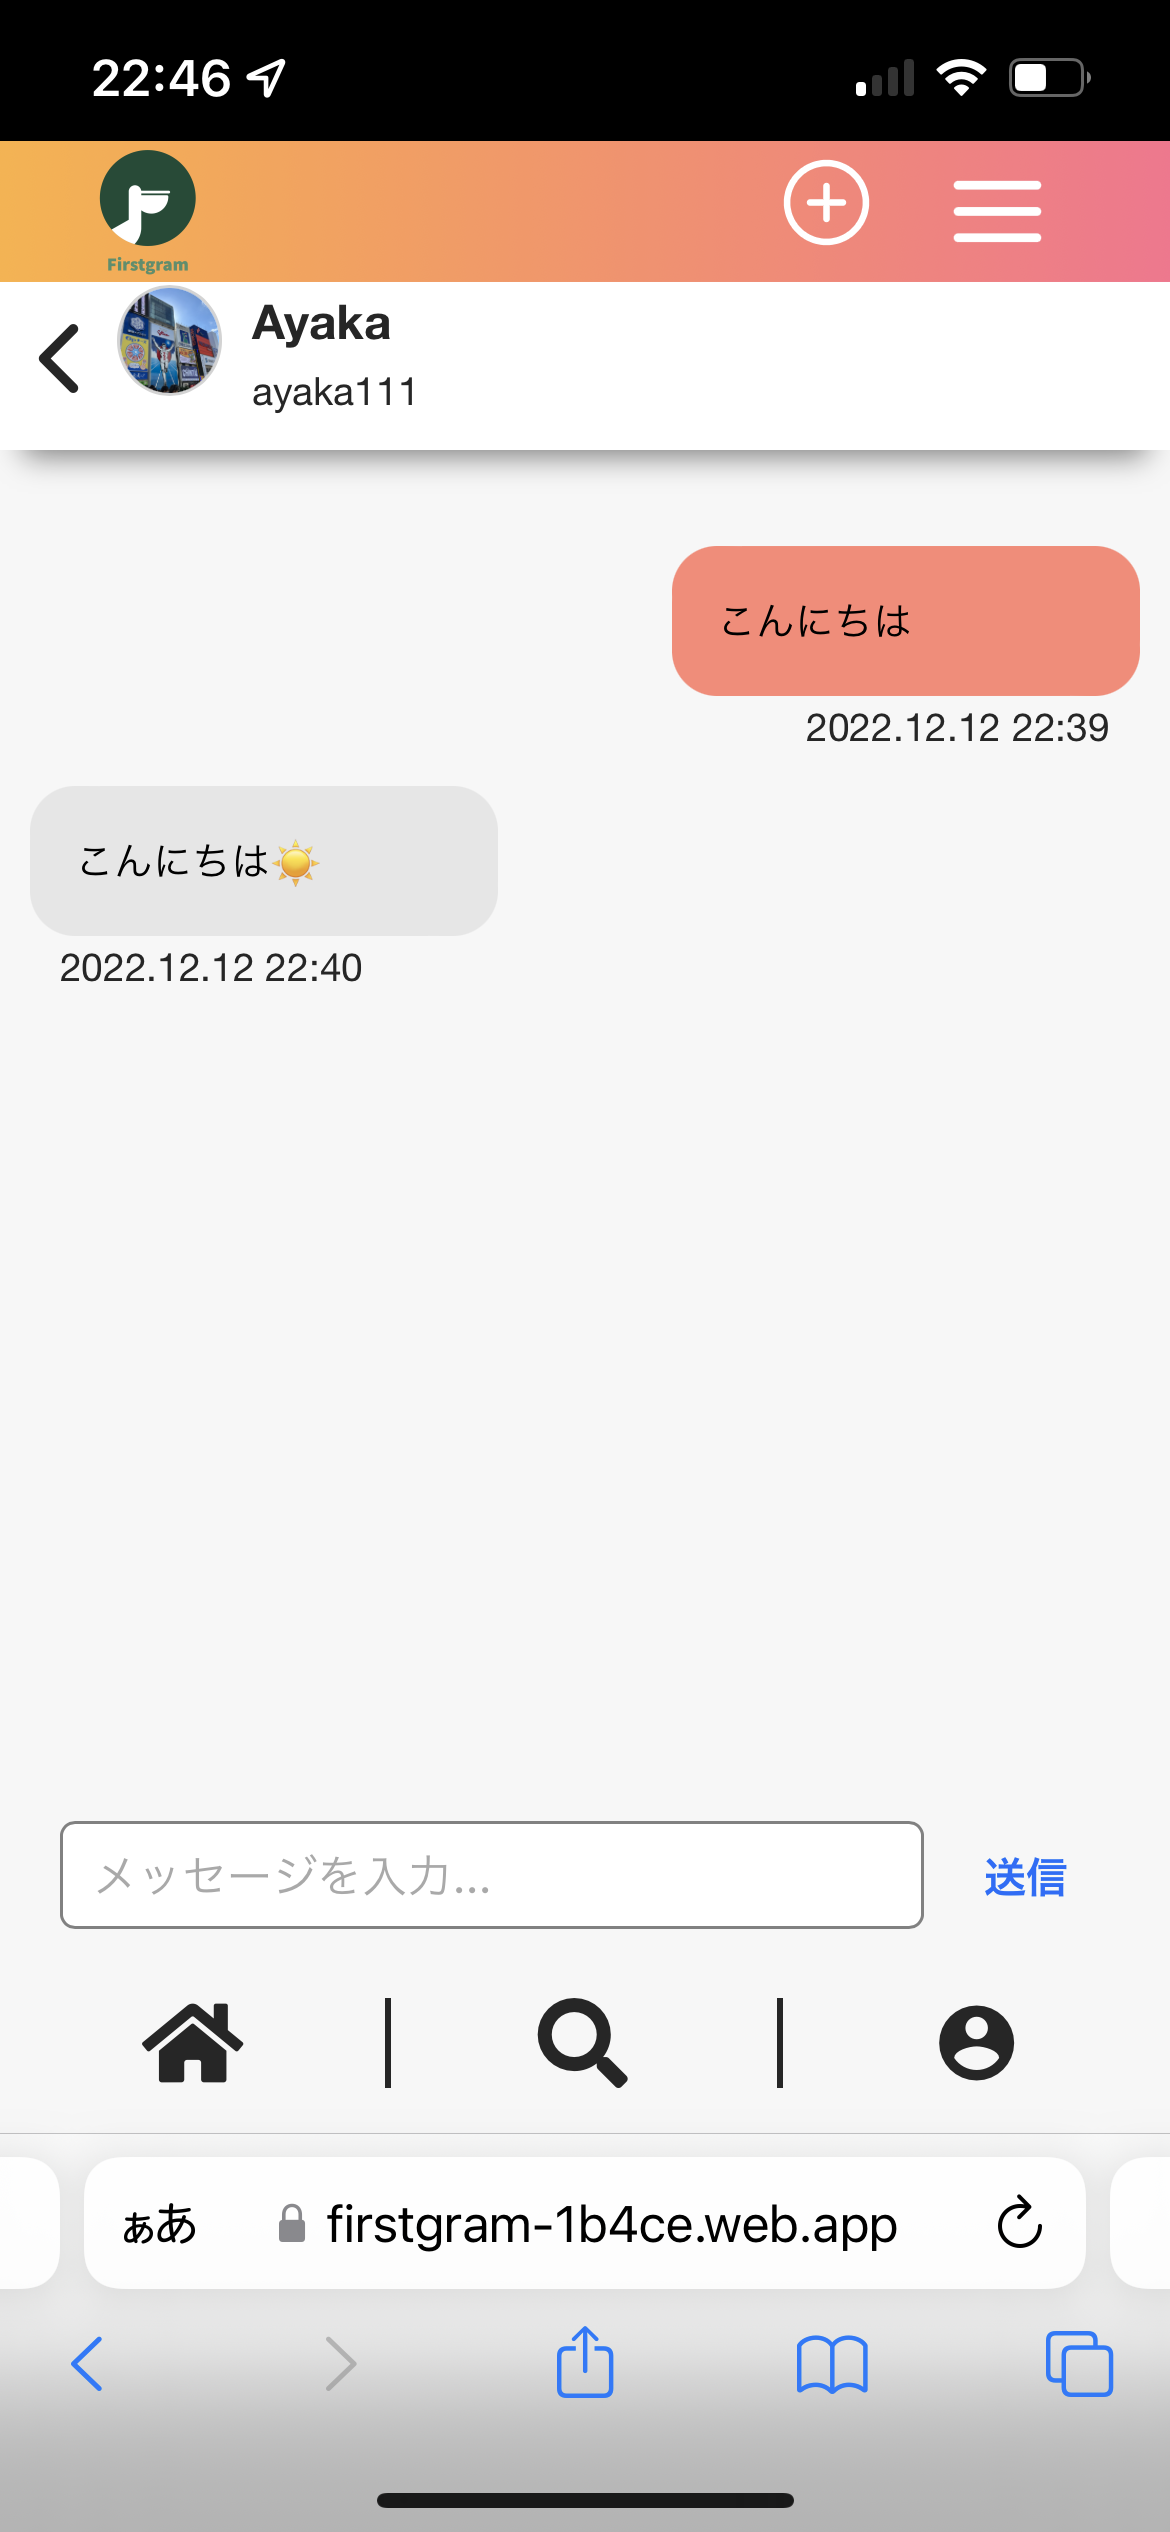 22:46
Firstgram
Ayaka
ayaka111
こんにちは
2022.12.12 22:39
こんにちは☀️
2022.12.12 22:40
メッセージを入力...
送信
ぁあ firstgram-1b4ce.web.app